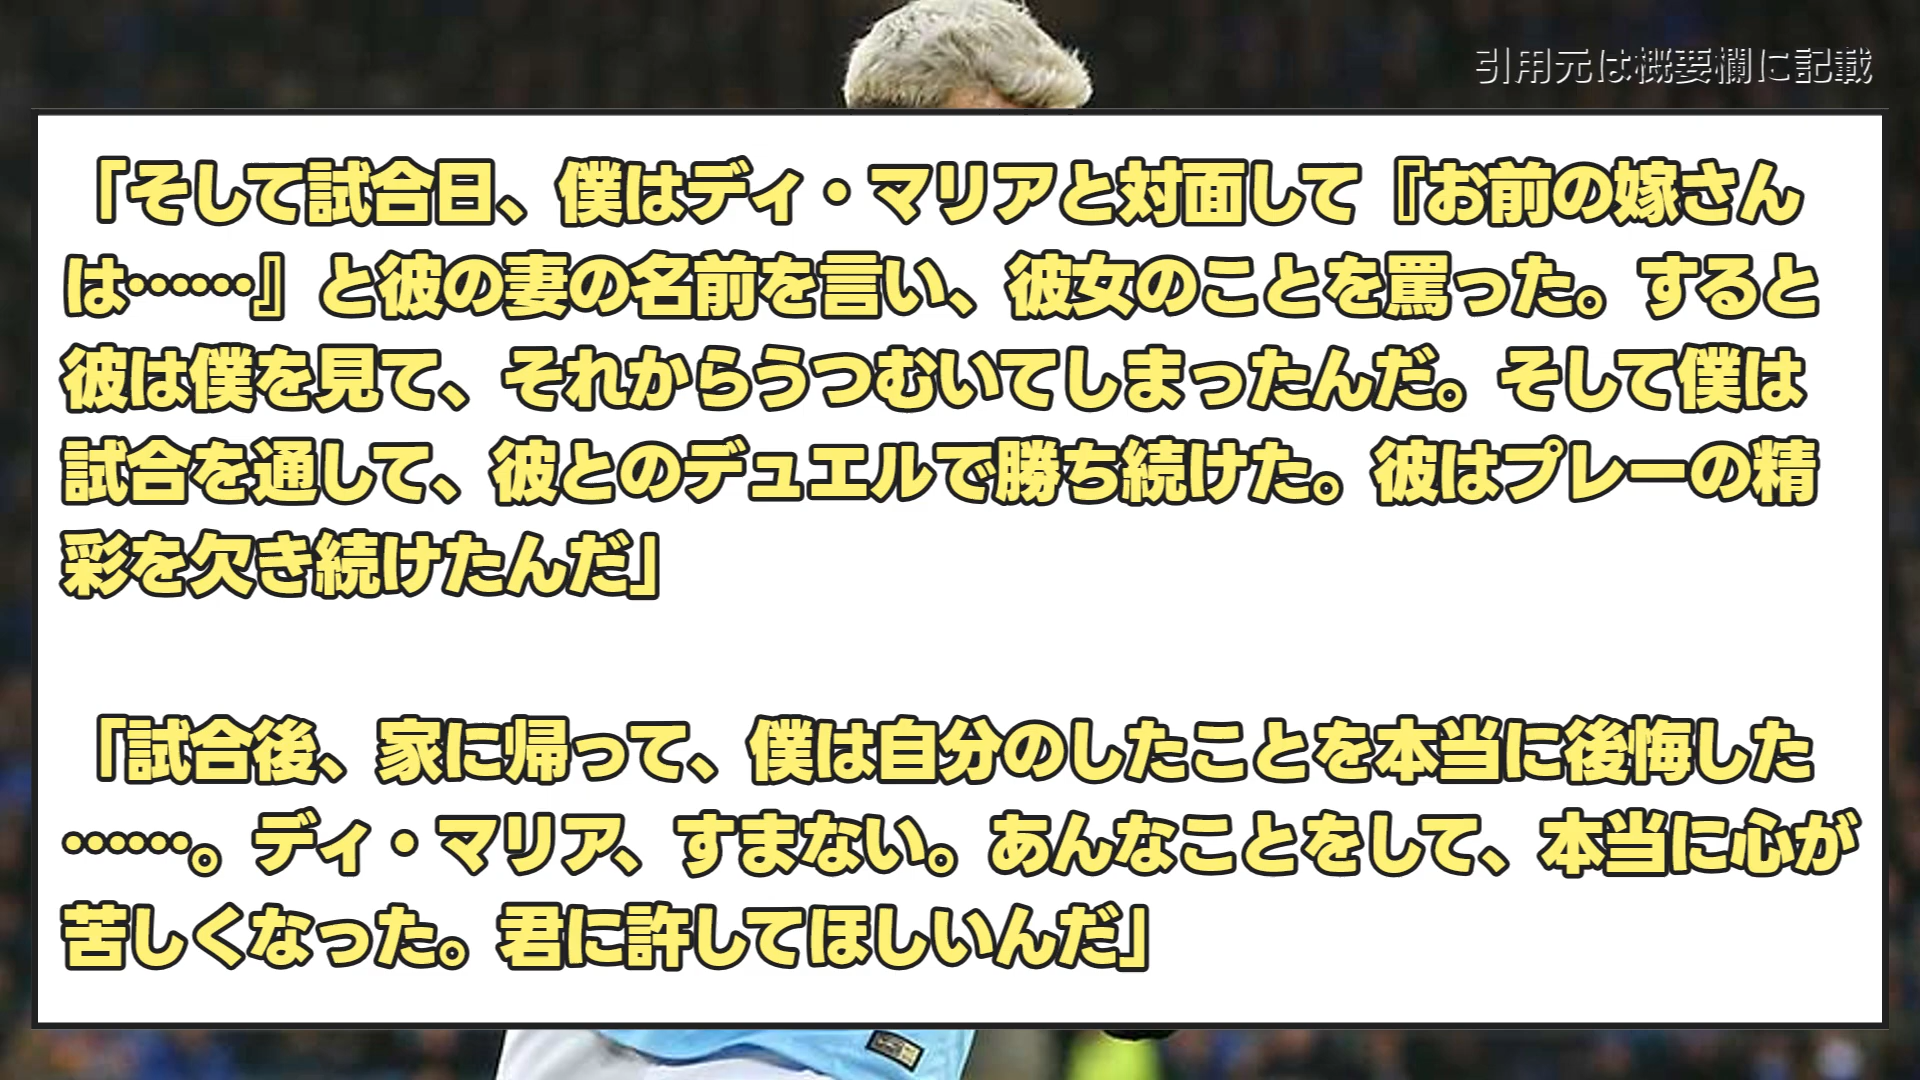 引用元は概要欄に記載
「そして試合日、僕はディ・マリアと対面して『お前の嫁さん
は……』と彼の妻の名前を言い、彼女のことを罵った。すると
彼は僕を見て、それからうつむいてしまったんだ。そして僕は
試合を通して、彼とのデュエルで勝ち続けた。彼はプレーの精
彩を欠き続けたんだ」
「試合後、家に帰って、僕は自分のしたことを本当に後悔した
……。ディ・マリア、すまない。あんなことをして、本当に心が
苦しくなった。君に許してほしいんだ」